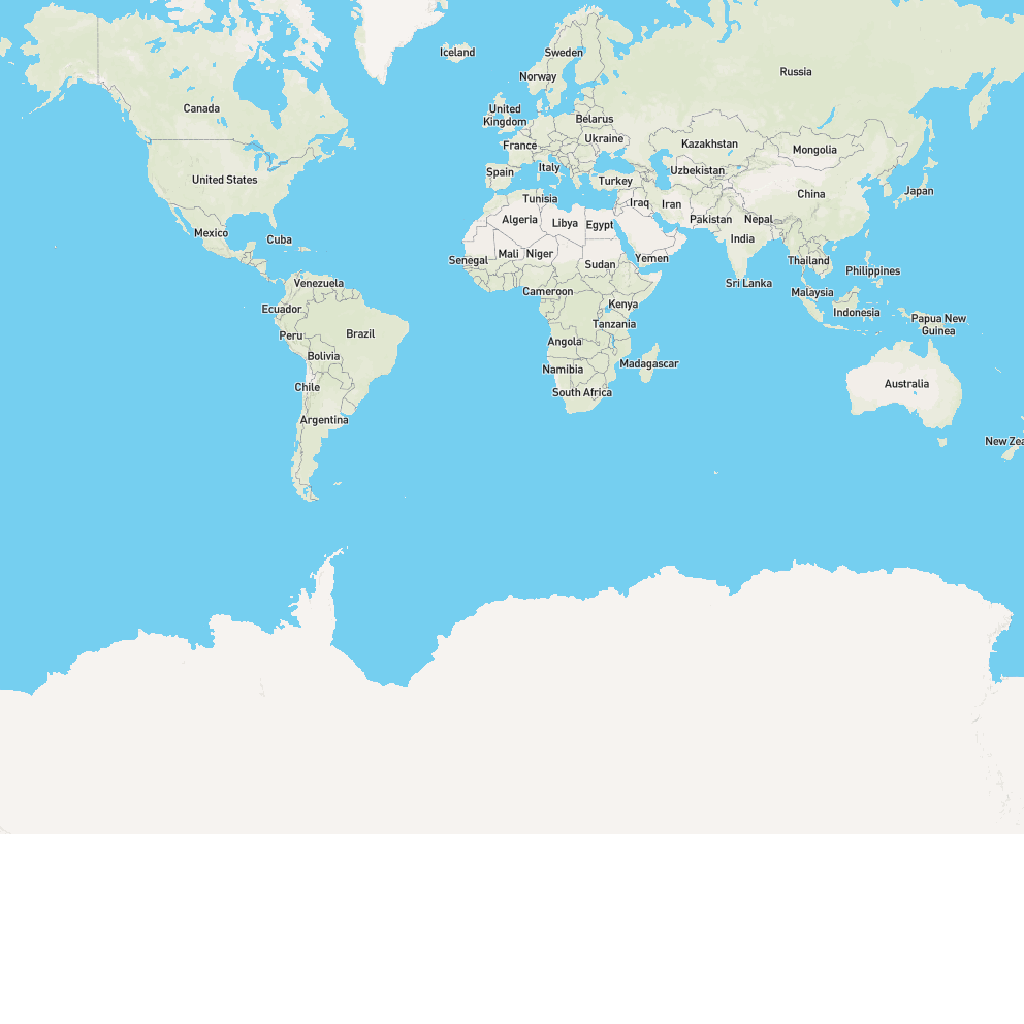 Iceland
Sweden
Norway
Russia
Canada
United
Kingdom
Belarus
Ukraine
France
Kazakhstan
Mongolia
Italy
Spain
Uzbekistan
United States
Turkey
China
Japan
Tunisia
Iraq
Iran
Algeria
Libya
Egypt
Pakistan
Nepal
Mexico
Cuba
India
Mali
Niger
Senegal
Sudan
Yemen
Thailand
Philippines
Venezuela
Cameroon
Sri Lanka
Malaysia
Ecuador
Kenya
Indonesia
Papua New
Guinea
Peru
Brazil
Tanzania
Angola
Bolivia
Namibia
Madagascar
Chile
South Africa
Australia
Argentina
New Zea